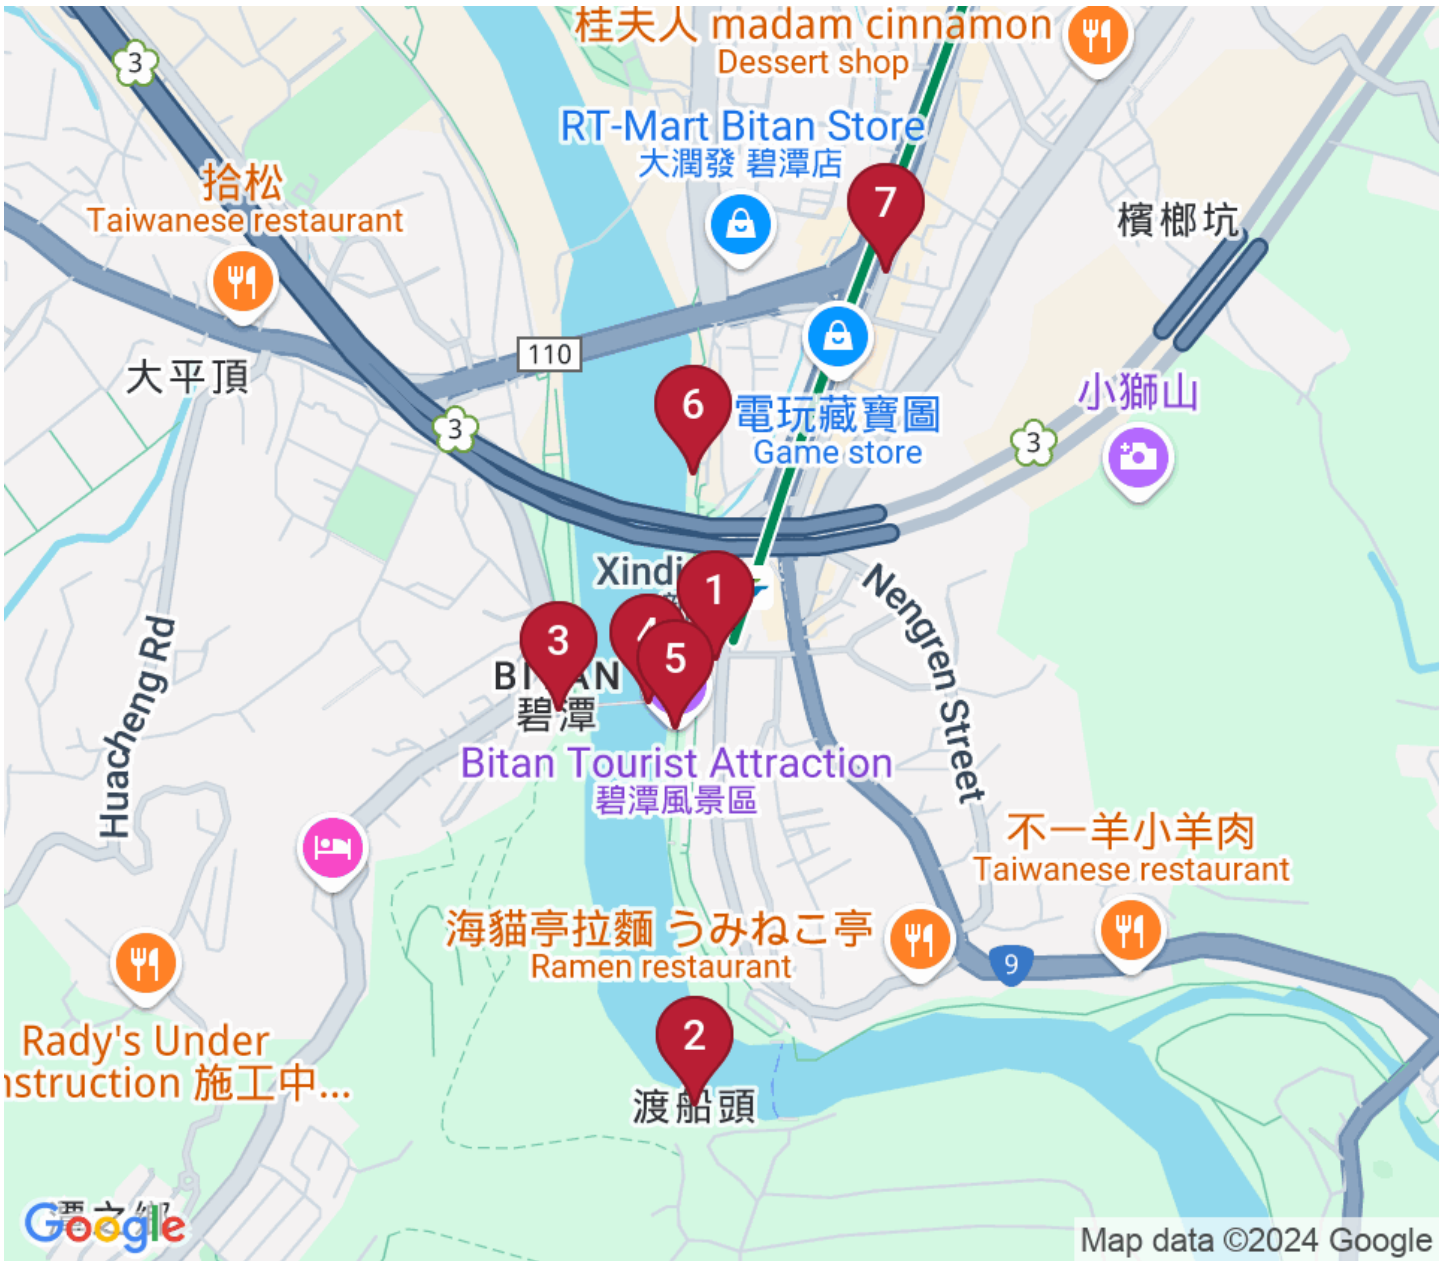 桂夫人 madam cinnamon
Dessert shop
3
RT-Mart Bitan Store
大潤發 碧潭店
拾松
Taiwanese restaurant
7
檳榔坑
110
大平頂
小獅山
6
電玩藏寶圖
Game store
3
3
Xindi
1
Nengren Street
3
4
5
BITAN
碧潭
Huacheng Rd
Bitan Tourist Attraction
碧潭風景區
不一羊小羊肉
Taiwanese restaurant
海貓亭拉麵 うみねこ亭
Ramen restaurant
9
2
Rady's Under
nstruction 施工中...
渡船頭
潭之鄉
Google
Map data ©2024 Google